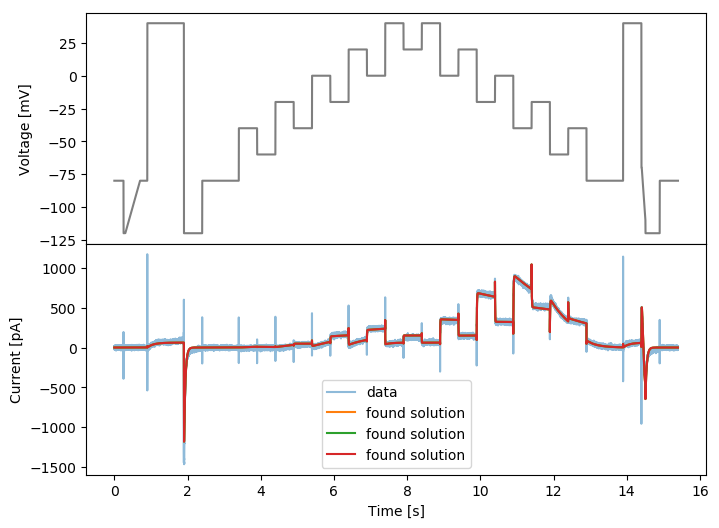 25
0
−25
−50
−75
−100
−125
Voltage [mV]
1000
500
0
−500
−1000
−1500
Current [pA]
data
found solution
found solution
found solution
0 2 4 6 8 10 12 14 16
Time [s]